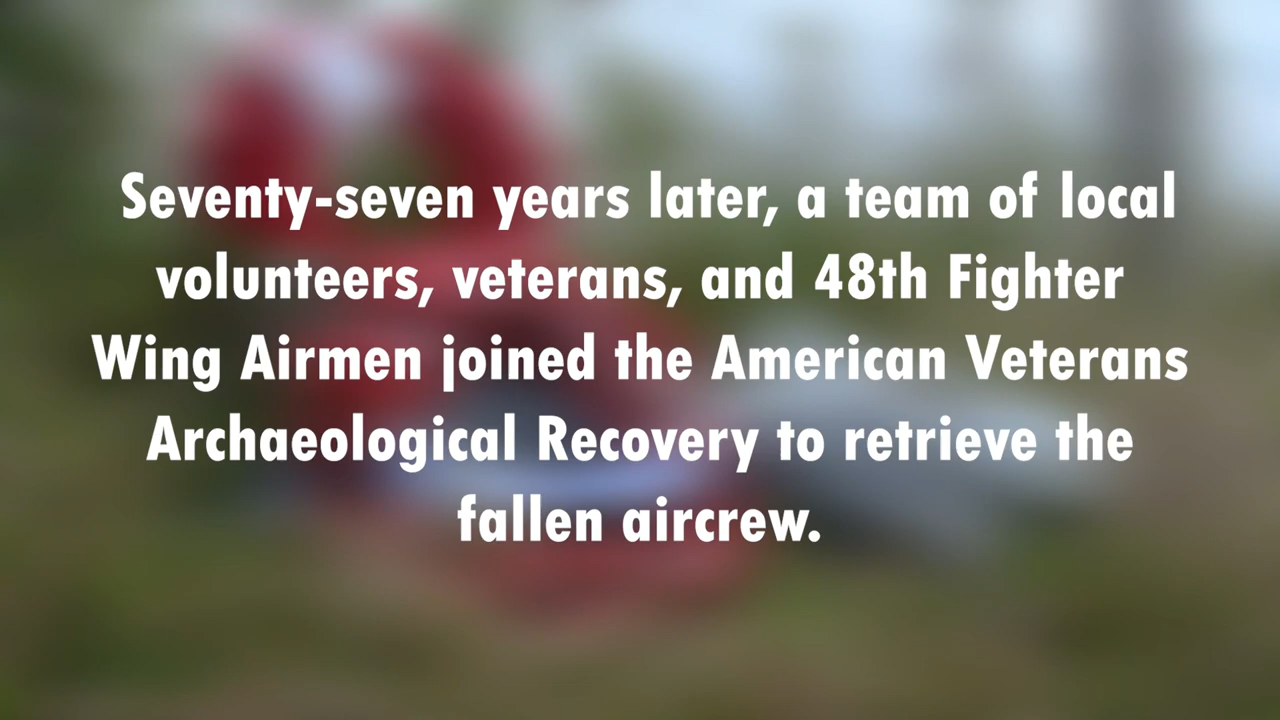 Seventy-seven years later, a team of local
volunteers, veterans, and 48th Fighter
Wing Airmen joined the American Veterans
Archaeological Recovery to retrieve the
fallen aircrew.